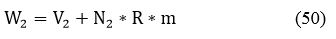 W₂ = V₂ + N₂ * R * m (50)